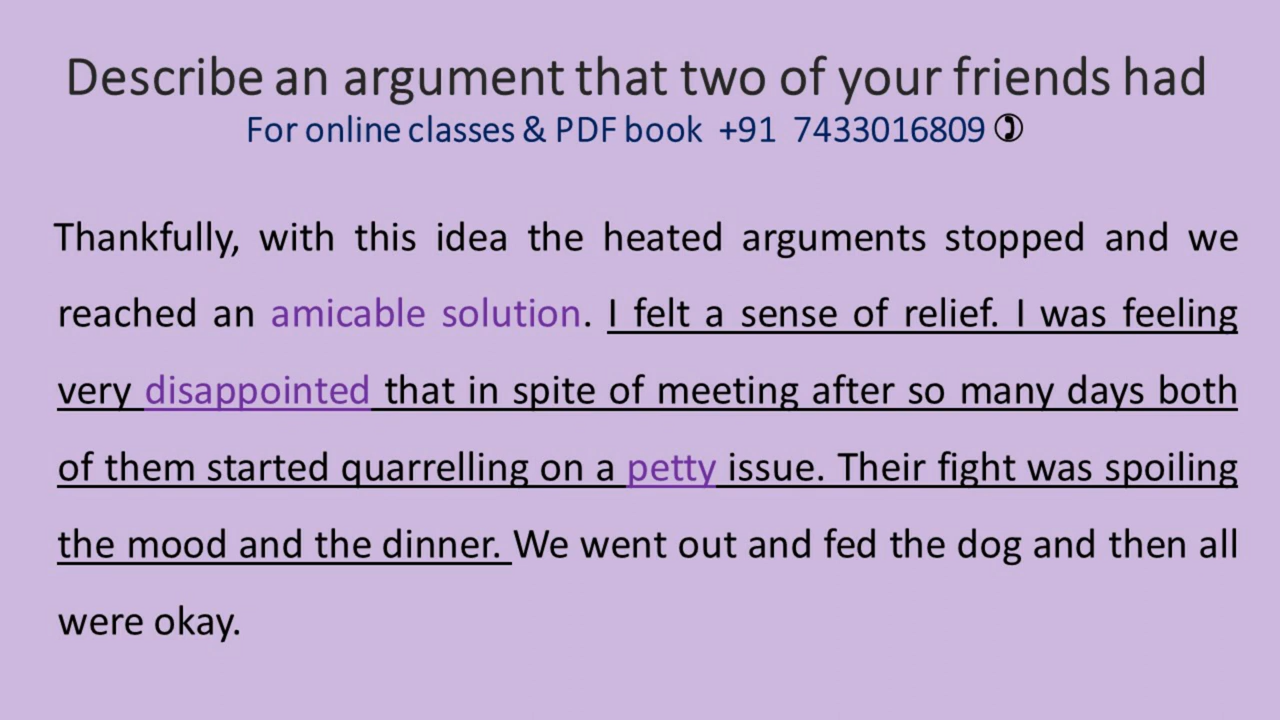 Describe an argument that two of your friends had
For online classes & PDF book +91 7433016809
Thankfully, with this idea the heated arguments stopped and we
reached an amicable solution. I felt a sense of relief. I was feeling
very disappointed that in spite of meeting after so many days both
of them started quarrelling on a petty issue. Their fight was spoiling
the mood and the dinner. We went out and fed the dog and then all
were okay.